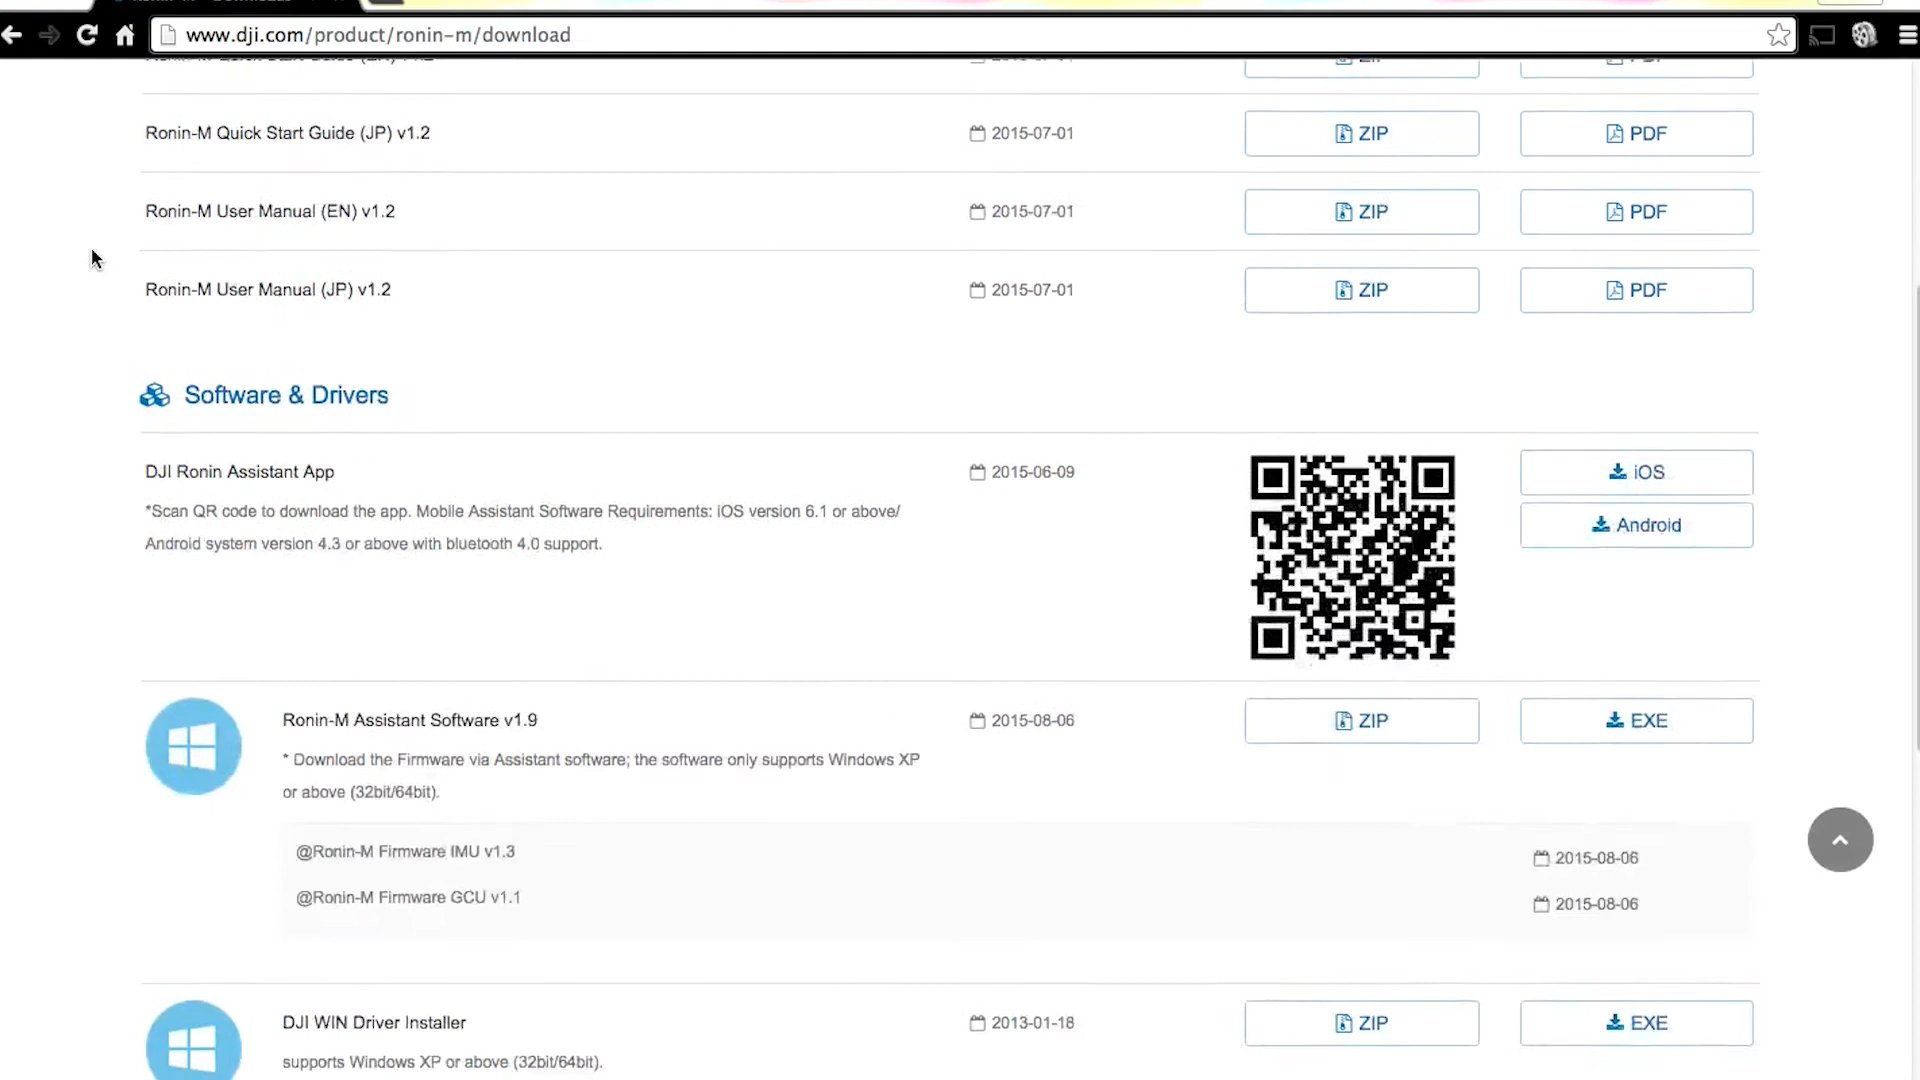 www.dji.com/product/ronin-m/download
Ronin-M Quick Start Guide (JP) v1.2 2015-07-01 ZIP PDF
Ronin-M User Manual (EN) v1.2 2015-07-01 ZIP PDF
Ronin-M User Manual (JP) v1.2 2015-07-01 ZIP PDF
Software & Drivers
DJI Ronin Assistant App 2015-06-09 iOS
*Scan QR code to download the app. Mobile Assistant Software Requirements: iOS version 6.1 or above/
Android
Android system version 4.3 or above with bluetooth 4.0 support.
Ronin-M Assistant Software v1.9 2015-08-06 ZIP EXE
* Download the Firmware via Assistant software; the software only supports Windows XP
or above (32bit/64bit).
@Ronin-M Firmware IMU v1.3 2015-08-06
@Ronin-M Firmware GCU v1.1 2015-08-06
DJI WIN Driver Installer 2013-01-18 ZIP EXE
supports Windows XP or above (32bit/64bit).